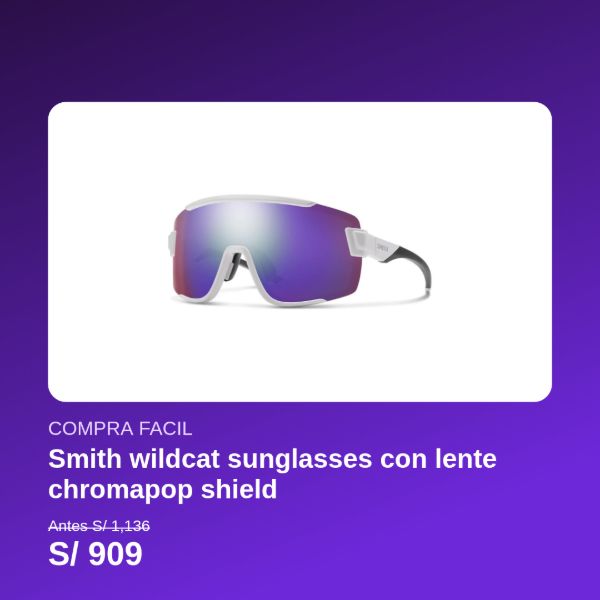 COMPRA FACIL
Smith wildcat sunglasses con lente
chromapop shield
Antes S/ 1,136
S/ 909